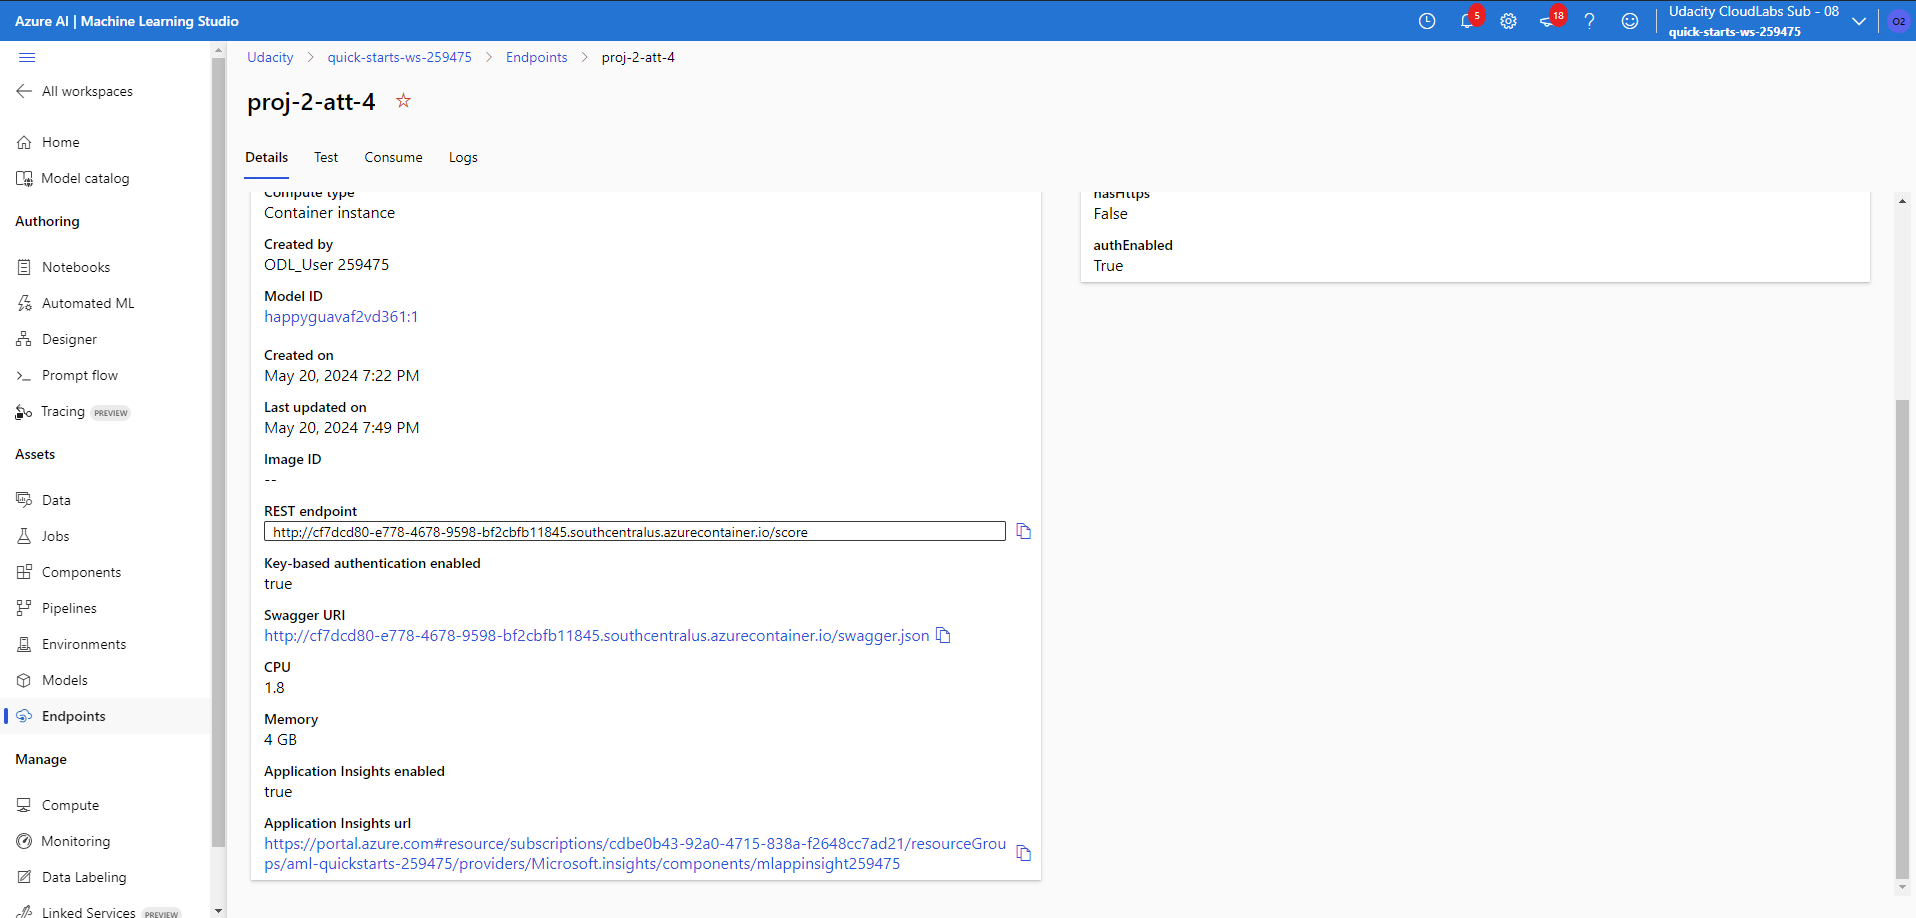 Azure AI | Machine Learning Studio
5
18
Udacity CloudLabs Sub - 08
quick-starts-ws-259475
O2
All workspaces
Home
Model catalog
Authoring
Notebooks
Automated ML
Designer
Prompt flow
Tracing PREVIEW
Assets
Data
Jobs
Components
Pipelines
Environments
Models
Endpoints
Manage
Compute
Monitoring
Data Labeling
Linked Services PREVIEW
Udacity > quick-starts-ws-259475 > Endpoints > proj-2-att-4
proj-2-att-4
Details Test Consume Logs
Compute type
Container instance
Created by
ODL_User 259475
Model ID
happyguavaf2vd361:1
Created on
May 20, 2024 7:22 PM
Last updated on
May 20, 2024 7:49 PM
Image ID
--
REST endpoint
http://cf7dcd80-e778-4678-9598-bf2cbfb11845.southcentralus.azurecontainer.io/score
Key-based authentication enabled
true
Swagger URI
http://cf7dcd80-e778-4678-9598-bf2cbfb11845.southcentralus.azurecontainer.io/swagger.json
CPU
1.8
Memory
4 GB
Application Insights enabled
true
Application Insights url
https://portal.azure.com#resource/subscriptions/cdbe0b43-92a0-4715-838a-f2648cc7ad21/resourceGrou
ps/aml-quickstarts-259475/providers/Microsoft.insights/components/mlappinsight259475
hasHttps
False
authEnabled
True